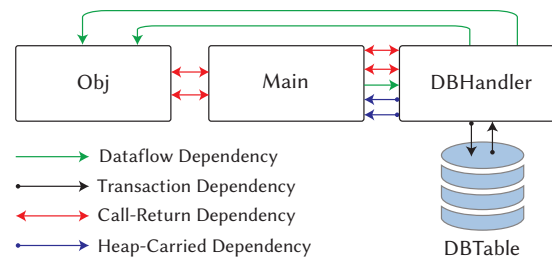 Obj
Main
DBHandler
Dataflow Dependency
Transaction Dependency
Call-Return Dependency
Heap-Carried Dependency
DBTable